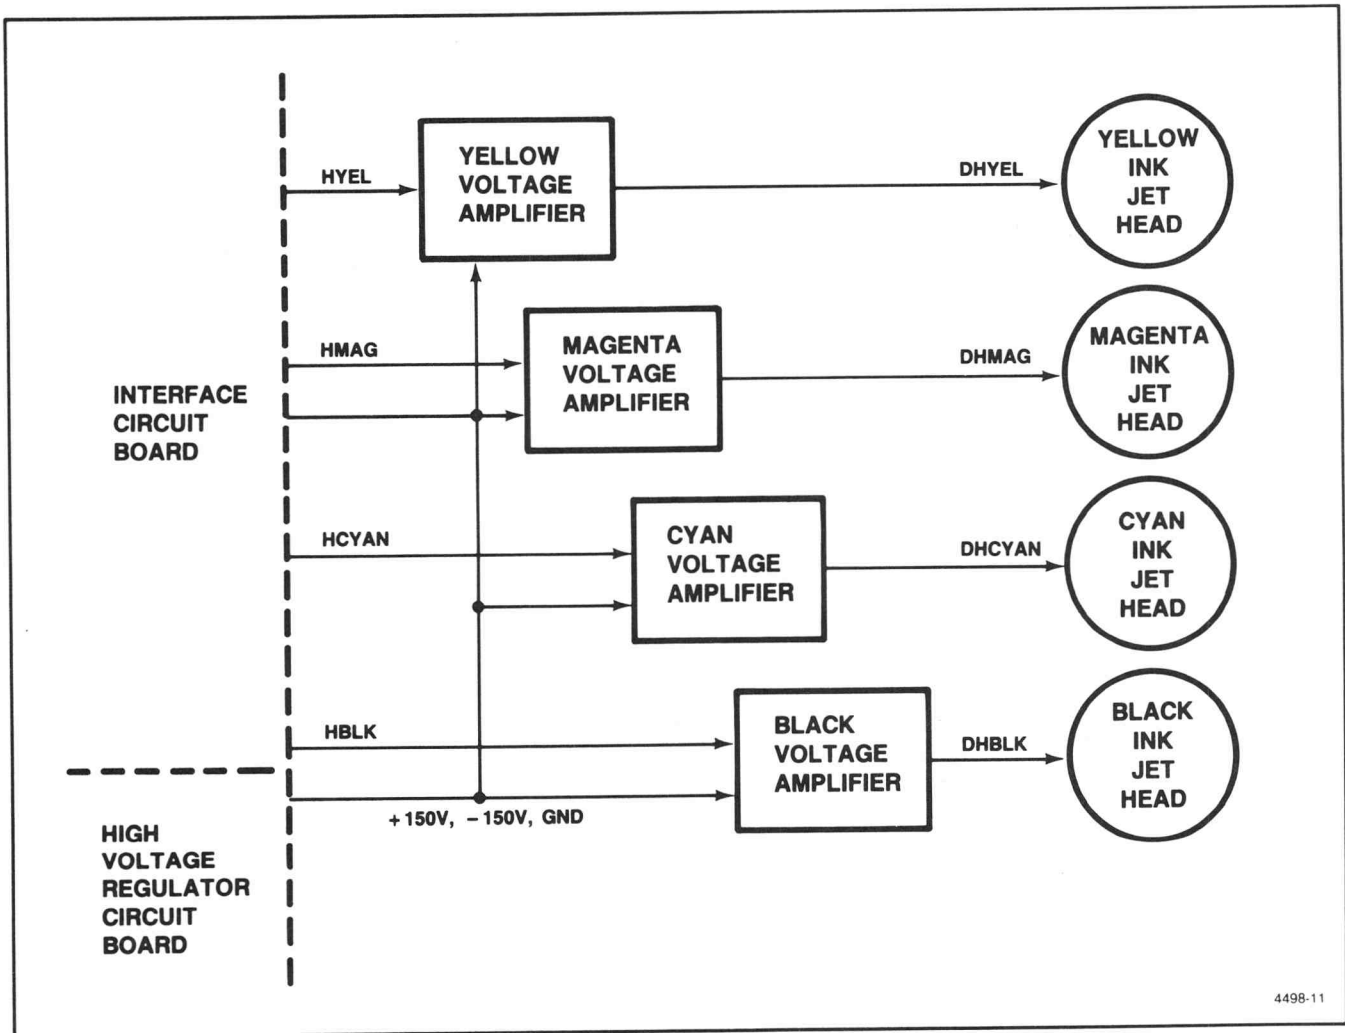 HYEL
YELLOW
VOLTAGE
AMPLIFIER
DHYEL
YELLOW
INK
JET
HEAD
HMAG
MAGENTA
VOLTAGE
AMPLIFIER
DHMAG
MAGENTA
INK
JET
HEAD
INTERFACE
CIRCUIT
BOARD
HCYAN
CYAN
VOLTAGE
AMPLIFIER
DHCYAN
CYAN
INK
JET
HEAD
HBLK
BLACK
VOLTAGE
AMPLIFIER
DHBLK
BLACK
INK
JET
HEAD
+150V, −150V, GND
HIGH
VOLTAGE
REGULATOR
CIRCUIT
BOARD
4498-11